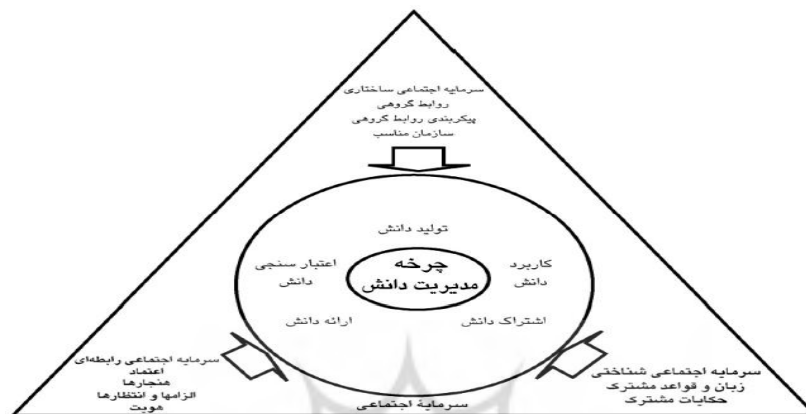 سرمایه اجتماعی ساختاری
روابط گروهی
پیکربندی روابط گروهی
سازمان مناسب
تولید دانش
کاربرد
دانش
اعتبار سنجی
دانش
چرخه
مدیریت دانش
اشتراک دانش
ارائه دانش
سرمایه اجتماعی شناختی
زبان و قواعد مشترک
حکایات مشترک
سرمایه اجتماعی رابطه‌ای
اعتماد
هنجارها
الزامها و انتظارها
هویت
سرمایهٔ اجتماعی